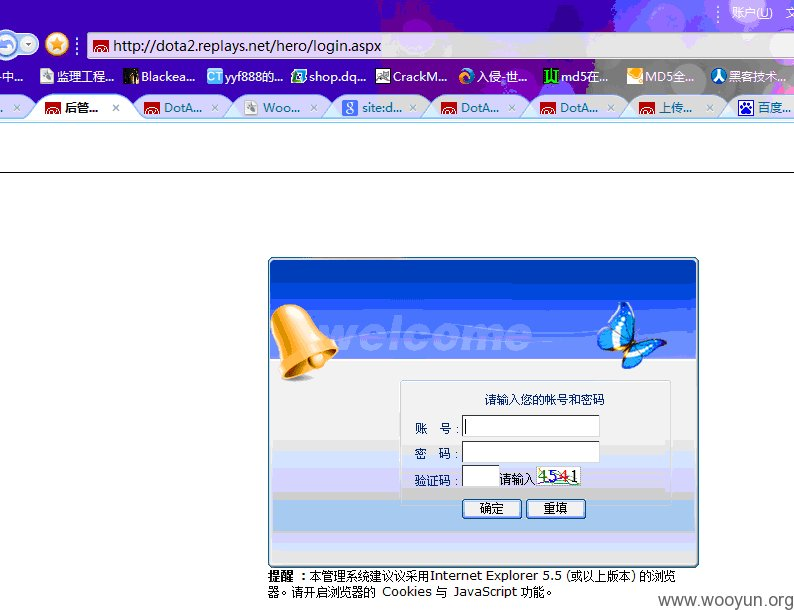 账户(U) 文
http://dota2.replays.net/hero/login.aspx
中... 监理工程... Blackea... CT yyf888的... shop.dq... CrackM... 入侵-世... md5在... MD5全... 黑客技术...
后管... DotA... Woo... site:d... DotA... DotA... 上传... 百度...
welcome
请输入您的帐号和密码
账 号：
密 码：
验证码： 请输入 4541
确定 重填
提醒 ：本管理系统建议议采用Internet Explorer 5.5 (或以上版本) 的浏览
器。请开启浏览器的 Cookies 与 JavaScript 功能。
www.wooyun.org